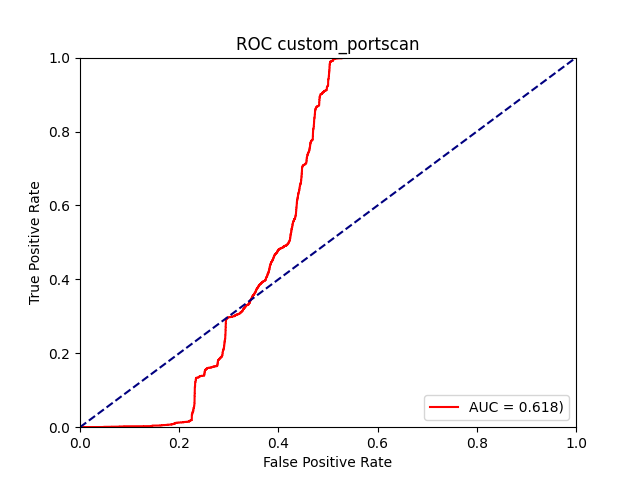 ROC custom_portscan
1.0
0.8
0.6
0.4
0.2
0.0
True Positive Rate
AUC = 0.618)
0.0 0.2 0.4 0.6 0.8 1.0
False Positive Rate